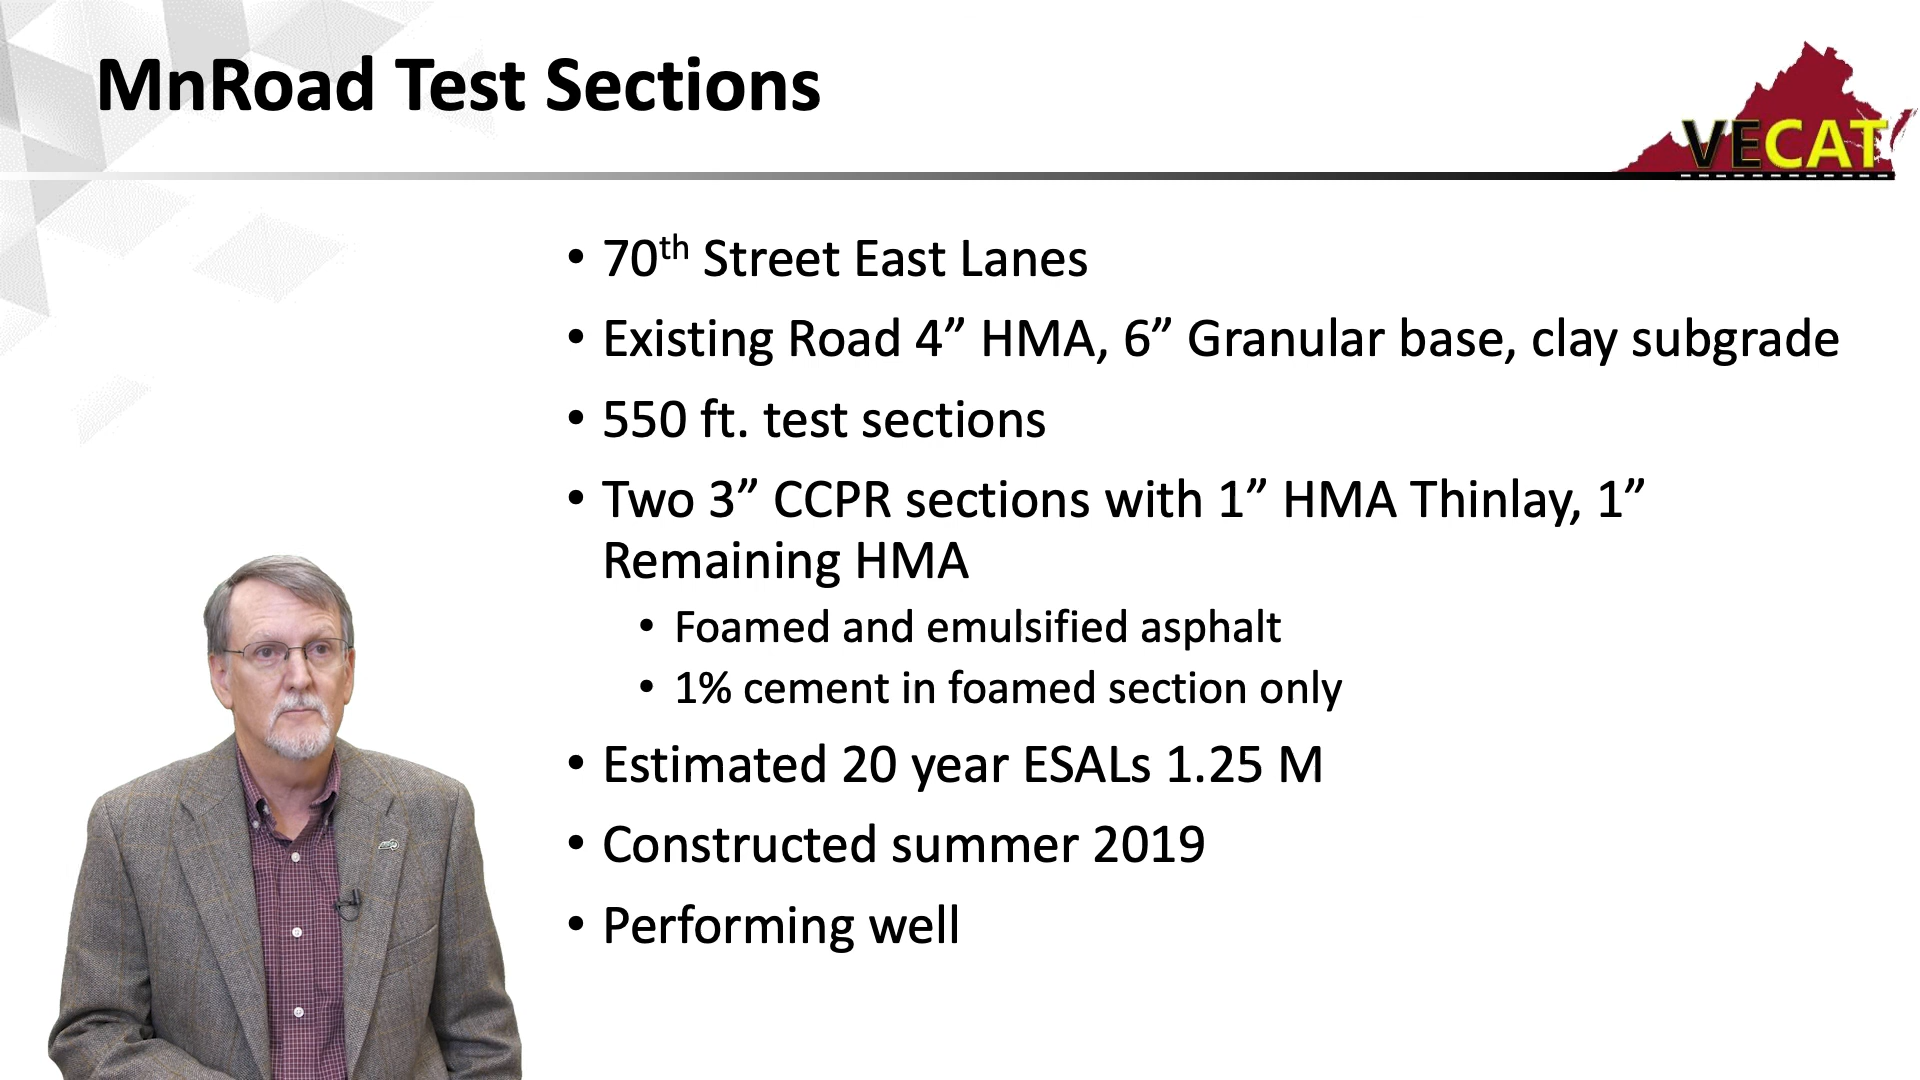 MnRoad Test Sections
VECAT
• 70th Street East Lanes
• Existing Road 4” HMA, 6” Granular base, clay subgrade
• 550 ft. test sections
• Two 3” CCPR sections with 1” HMA Thinlay, 1”
Remaining HMA
• Foamed and emulsified asphalt
• 1% cement in foamed section only
• Estimated 20 year ESALs 1.25 M
• Constructed summer 2019
• Performing well